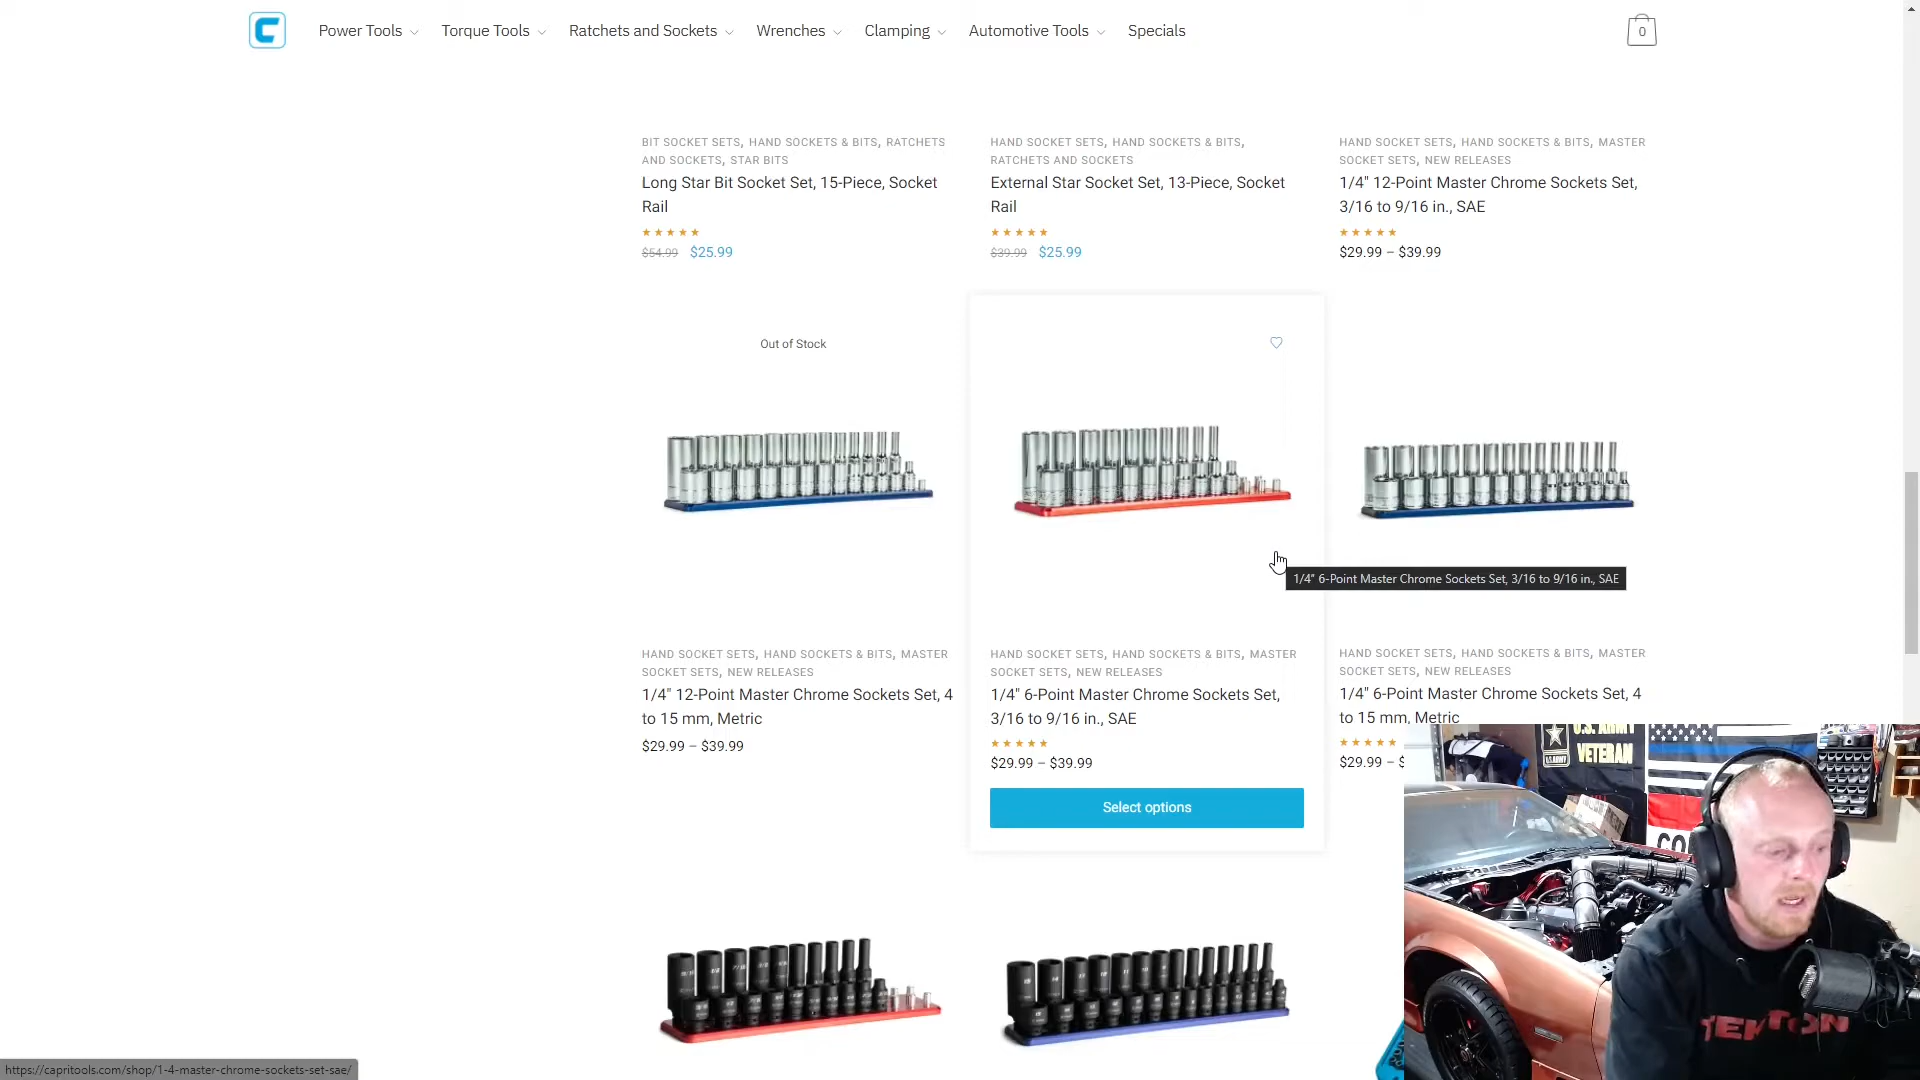 Power Tools
Torque Tools
Ratchets and Sockets
Wrenches
Clamping
Automotive Tools
Specials
0
BIT SOCKET SETS, HAND SOCKETS & BITS, RATCHETS
AND SOCKETS, STAR BITS
Long Star Bit Socket Set, 15-Piece, Socket
Rail
$54.99 $25.99
HAND SOCKET SETS, HAND SOCKETS & BITS,
RATCHETS AND SOCKETS
External Star Socket Set, 13-Piece, Socket
Rail
$39.99 $25.99
HAND SOCKET SETS, HAND SOCKETS & BITS, MASTER
SOCKET SETS, NEW RELEASES
1/4" 12-Point Master Chrome Sockets Set,
3/16 to 9/16 in., SAE
$29.99 – $39.99
Out of Stock
HAND SOCKET SETS, HAND SOCKETS & BITS, MASTER
SOCKET SETS, NEW RELEASES
1/4" 12-Point Master Chrome Sockets Set, 4
to 15 mm, Metric
$29.99 – $39.99
1/4" 6-Point Master Chrome Sockets Set, 3/16 to 9/16 in., SAE
HAND SOCKET SETS, HAND SOCKETS & BITS, MASTER
SOCKET SETS, NEW RELEASES
1/4" 6-Point Master Chrome Sockets Set,
3/16 to 9/16 in., SAE
$29.99 – $39.99
Select options
HAND SOCKET SETS, HAND SOCKETS & BITS, MASTER
SOCKET SETS, NEW RELEASES
1/4" 6-Point Master Chrome Sockets Set, 4
to 15 mm, Metric
$29.99 – $
U.S. ARMY
VETERAN
TEKTON
https://capritools.com/shop/1-4-master-chrome-sockets-set-sae/